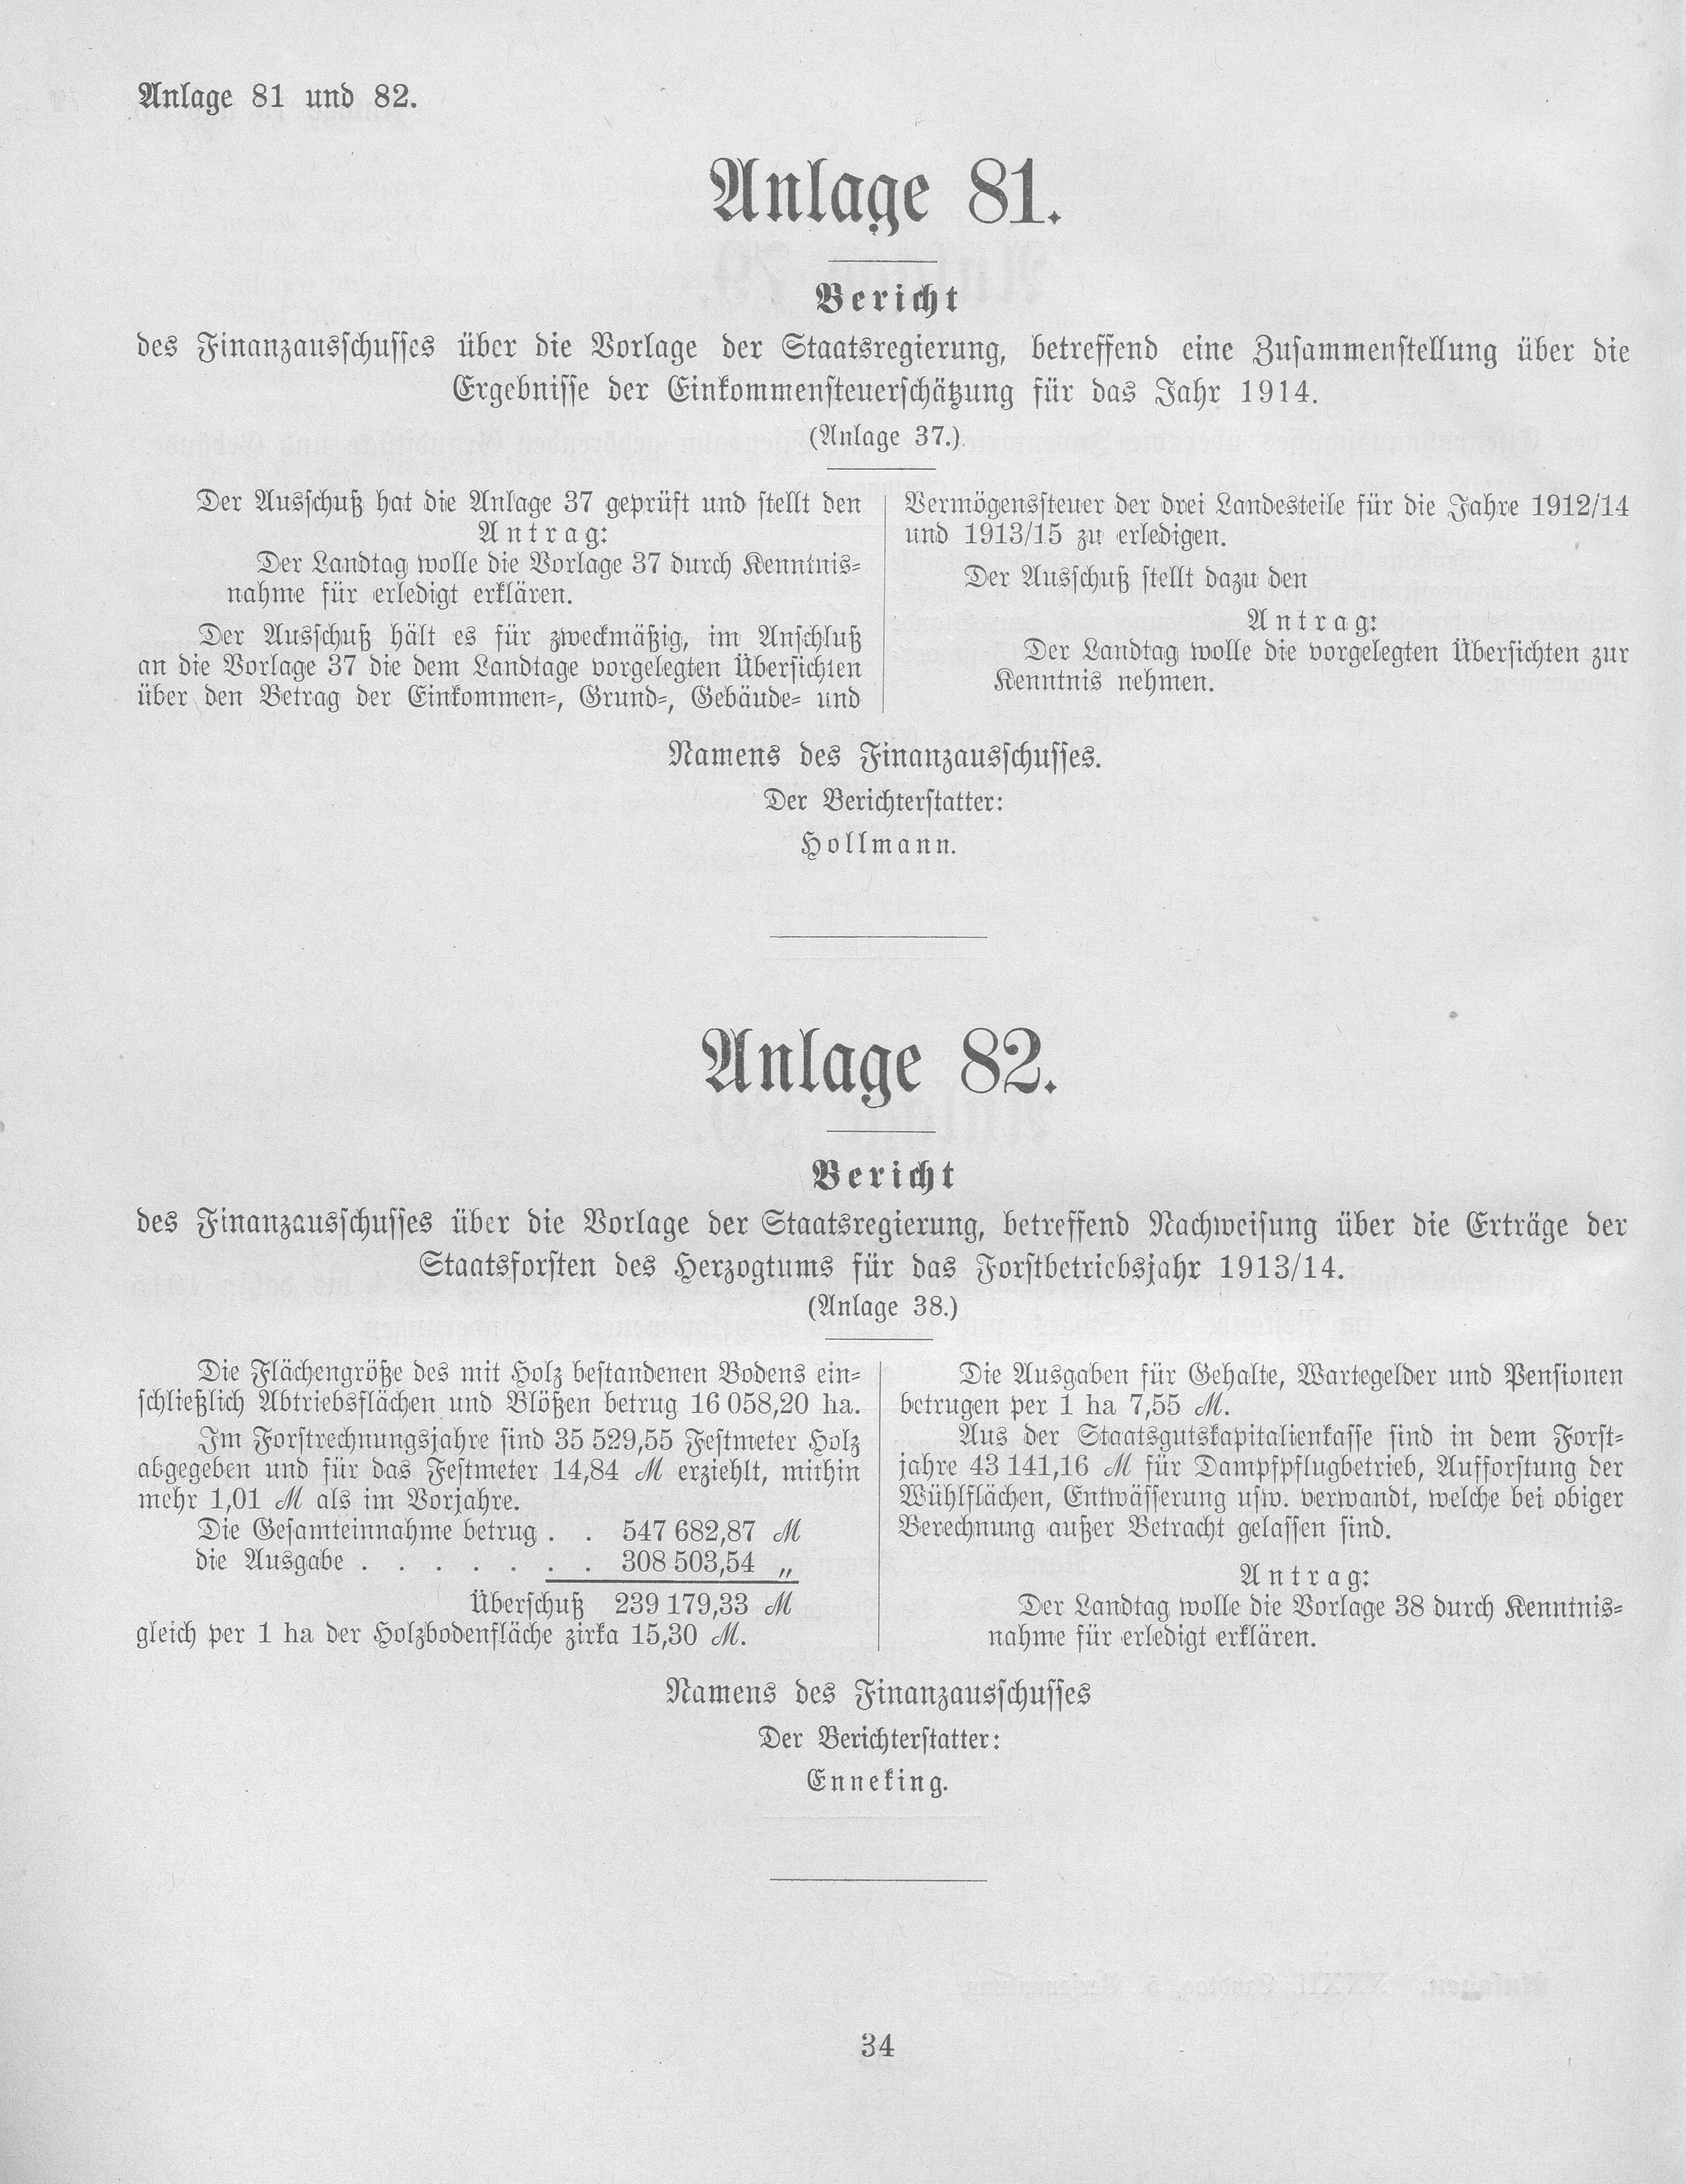 Anlage 81 und 82.
Anlage 81.
Bericht
des Finanzausschusses über die Vorlage der Staatsregierung, betreffend eine Zusammenstellung über die
Ergebnisse der Einkommensteuerschätzung für das Jahr 1914.
(Anlage 37.)
Der Ausschuß hat die Anlage 37 geprüft und stellt den
Antrag:
Der Landtag wolle die Vorlage 37 durch Kenntnis-
nahme für erledigt erklären.
Der Ausschuß hält es für zweckmäßig, im Anschluß
an die Vorlage 37 die dem Landtage vorgelegten Übersichten
über den Betrag der Einkommen-, Grund-, Gebäude- und
Vermögenssteuer der drei Landesteile für die Jahre 1912/14
und 1913/15 zu erledigen.
Der Ausschuß stellt dazu den
Antrag:
Der Landtag wolle die vorgelegten Übersichten zur
Kenntnis nehmen.
Namens des Finanzausschusses.
Der Berichterstatter:
Hollmann.
Anlage 82.
Bericht
des Finanzausschusses über die Vorlage der Staatsregierung, betreffend Nachweisung über die Erträge der
Staatsforsten des Herzogtums für das Forstbetriebsjahr 1913/14.
(Anlage 38.)
Die Flächengröße des mit Holz bestandenen Bodens ein-
schließlich Abtriebsflächen und Blößen betrug 16 058,20 ha.
Im Forstrechnungsjahre sind 35 529,55 Festmeter Holz
abgegeben und für das Festmeter 14,84 M erziehlt, mithin
mehr 1,01 M als im Vorjahre.
Die Gesamteinnahme betrug . . 547 682,87 M
die Ausgabe . . . . . . . 308 503,54 „
Überschuß 239 179,33 M
gleich per 1 ha der Holzbodenfläche zirka 15,30 M.
Die Ausgaben für Gehalte, Wartegelder und Pensionen
betrugen per 1 ha 7,55 M.
Aus der Staatsgutskapitalienkasse sind in dem Forst-
jahre 43 141,16 M für Dampfpflugbetrieb, Aufforstung der
Wühlflächen, Entwässerung usw. verwandt, welche bei obiger
Berechnung außer Betracht gelassen sind.
Antrag:
Der Landtag wolle die Vorlage 38 durch Kenntnis-
nahme für erledigt erklären.
Namens des Finanzausschusses
Der Berichterstatter:
Enneking.
34